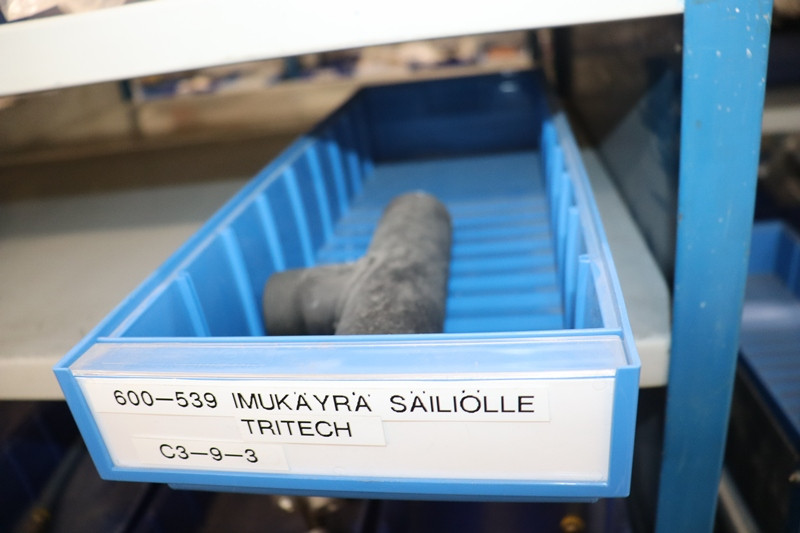 600-539 IMUKÄYRÄ SÄILIÖLLE
TRITECH
C3-9-3